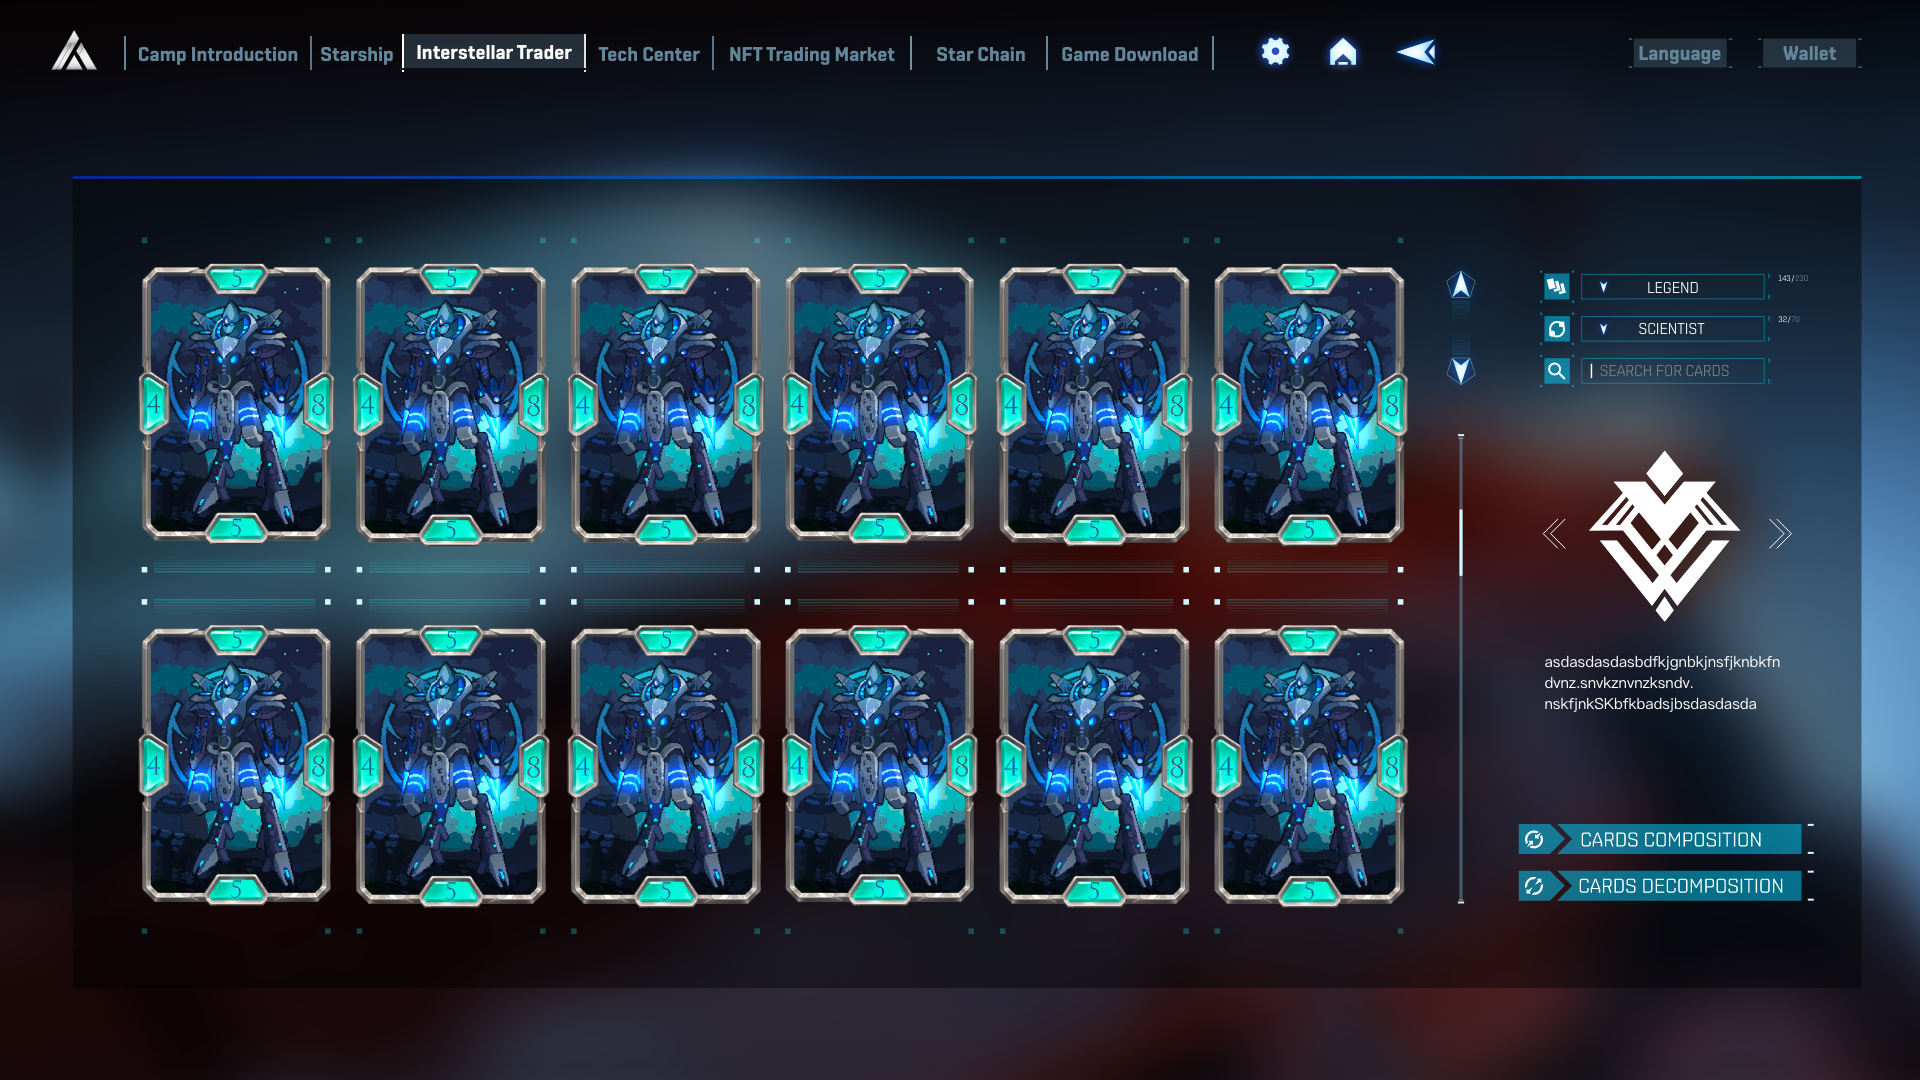 Camp Introduction
Starship
Interstellar Trader
Tech Center
NFT Trading Market
Star Chain
Game Download
Language
Wallet
5 5 5 5 5 5
4 8 4 8 4 8 4 8 4 8 4 8
5 5 5 5 5 5
5 5 5 5 5 5
4 8 4 8 4 8 4 8 4 8 4 8
5 5 5 5 5 5
LEGEND
143/230
SCIENTIST
32/70
SEARCH FOR CARDS
asdasdasdasbdfkjgnbkjnsfjknbkfn
dvnz.snvkznvnzksndv.
nskfjnkSKbfkbadsjbsdasdasda
CARDS COMPOSITION
CARDS DECOMPOSITION